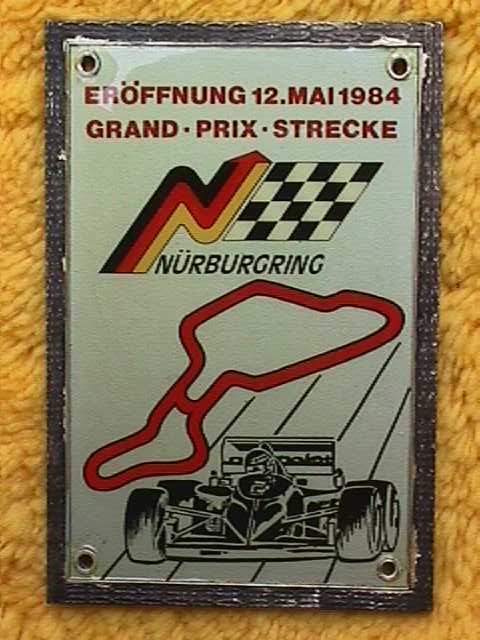 ERÖFFNUNG 12.MAI 1984
GRAND·PRIX·STRECKE
NÜRBURGRING